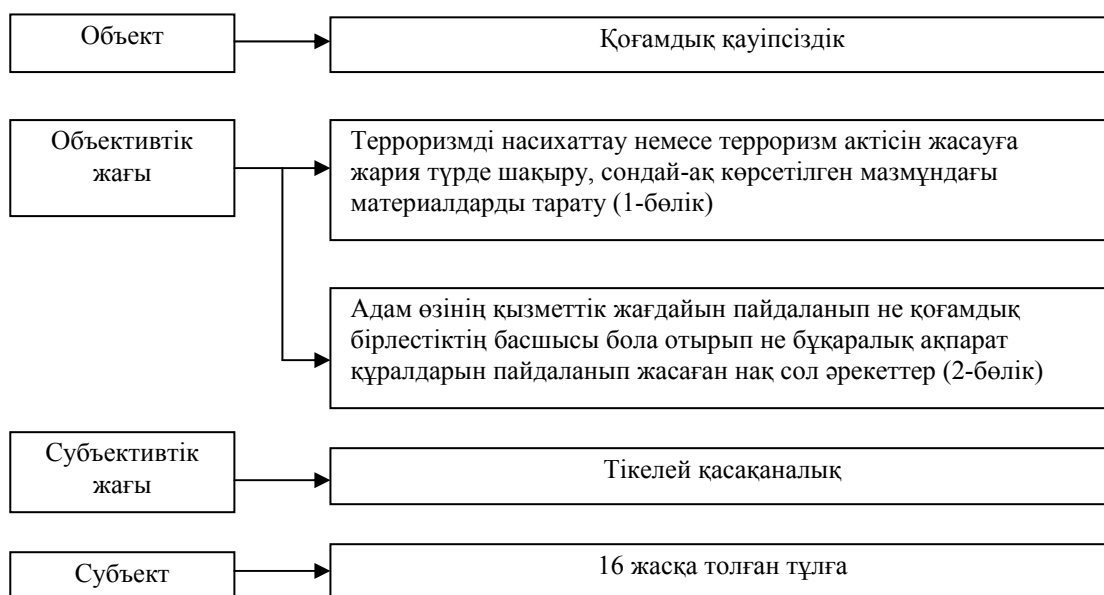 Объект
Қоғамдық қауіпсіздік
Объективтік
жағы
Терроризмді насихаттау немесе терроризм актісін жасауға
жария түрде шақыру, сондай-ақ көрсетілген мазмұндағы
материалдарды тарату (1-бөлік)
Адам өзінің қызметтік жағдайын пайдаланып не қоғамдық
бірлестіктің басшысы бола отырып не бұқаралық ақпарат
құралдарын пайдаланып жасаған нақ сол әрекеттер (2-бөлік)
Субъективтік
жағы
Тікелей қасақаналық
Субъект
16 жасқа толған тұлға